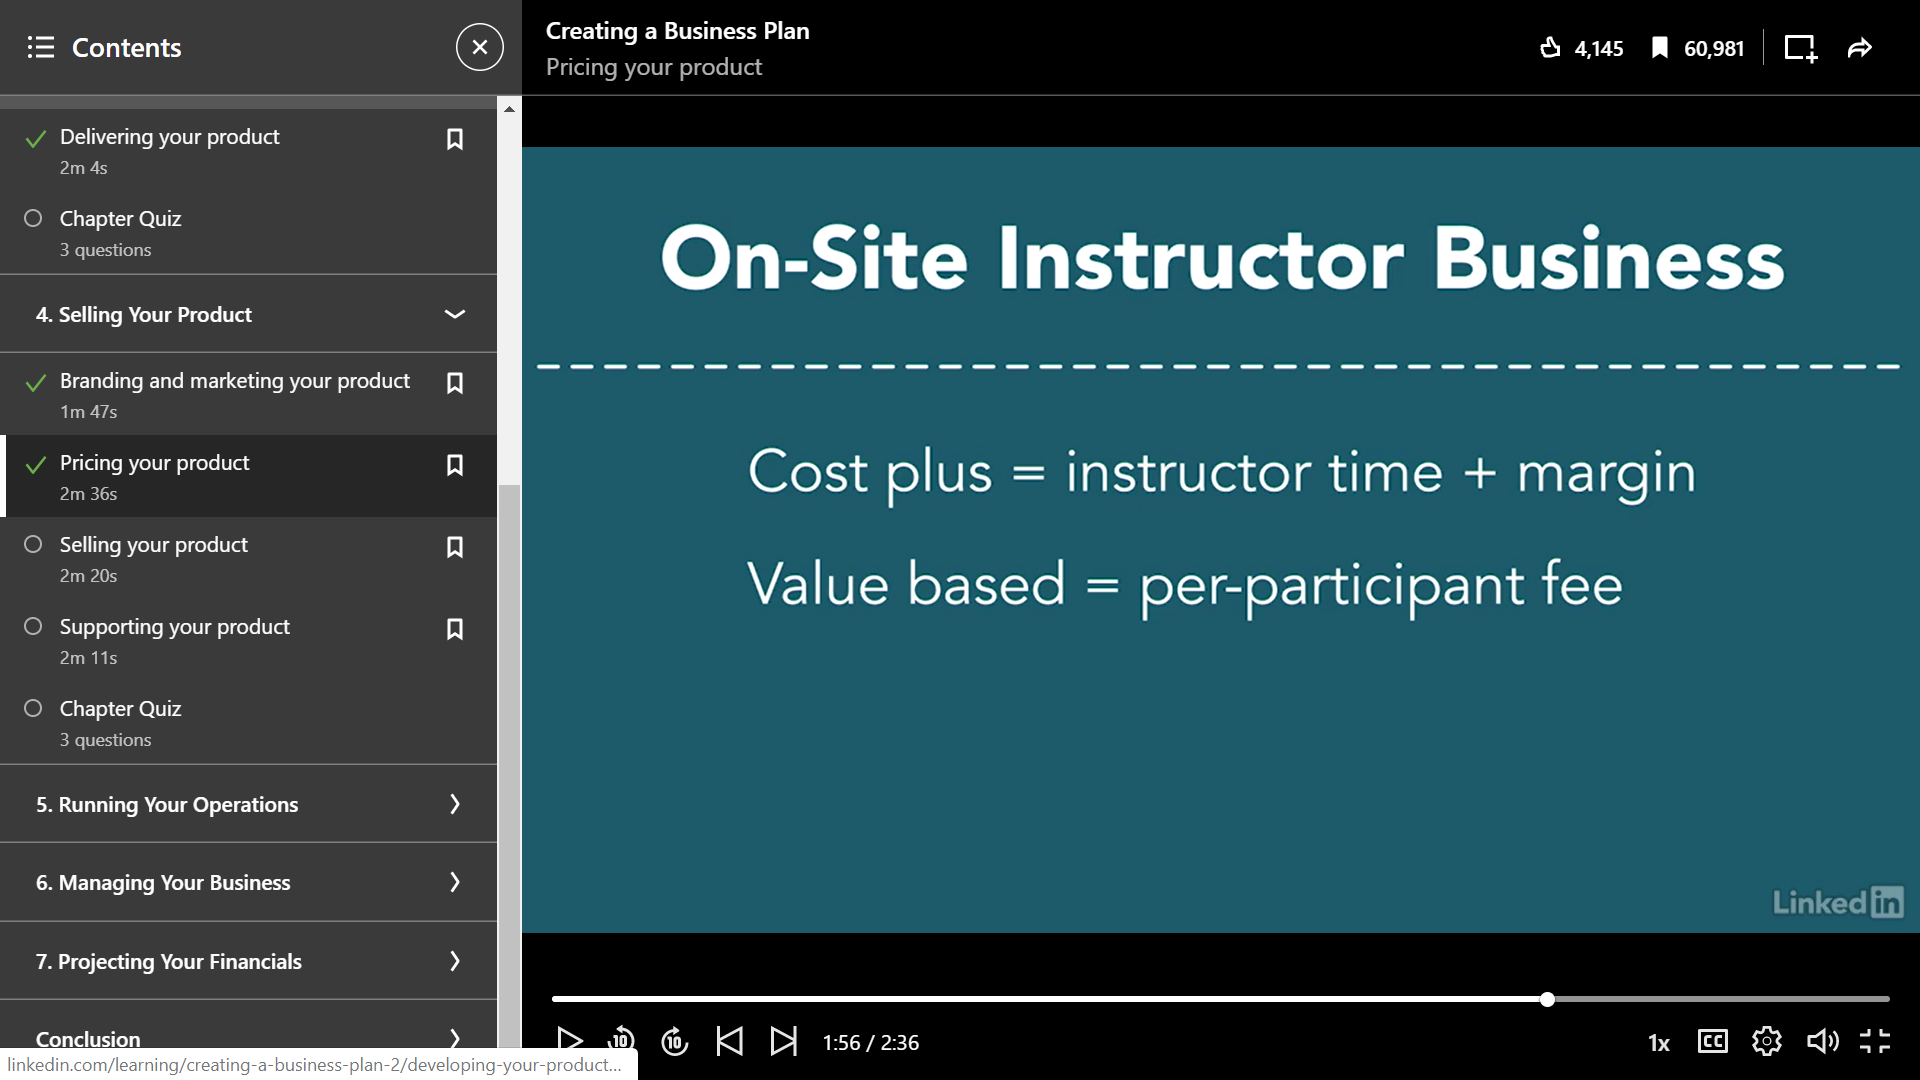 Contents
Creating a Business Plan
Pricing your product
4,145
60,981
Delivering your product
2m 4s
Chapter Quiz
3 questions
4. Selling Your Product
Branding and marketing your product
1m 47s
Pricing your product
2m 36s
Selling your product
2m 20s
Supporting your product
2m 11s
Chapter Quiz
3 questions
5. Running Your Operations
6. Managing Your Business
7. Projecting Your Financials
Conclusion
linkedin.com/learning/creating-a-business-plan-2/developing-your-product...
On-Site Instructor Business
Cost plus = instructor time + margin
Value based = per-participant fee
Linked in
10
10
1:56 / 2:36
1x
CC